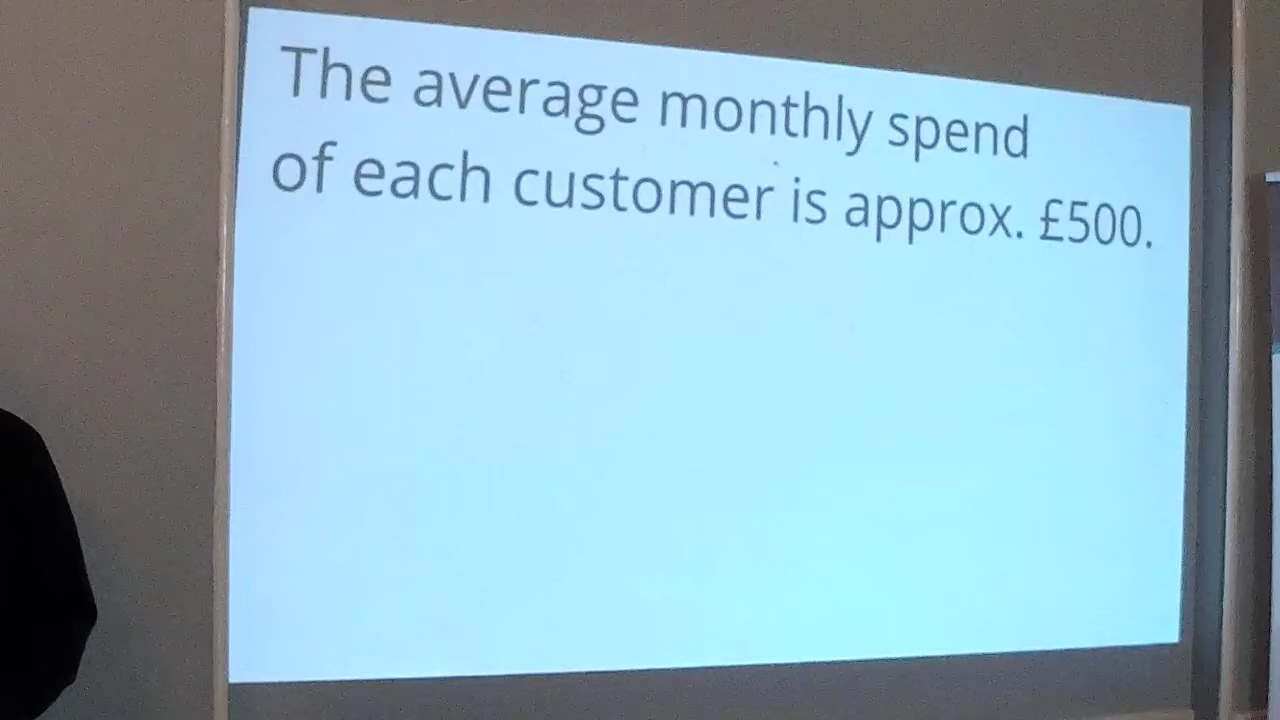 The average monthly spend
of each customer is approx. £500.